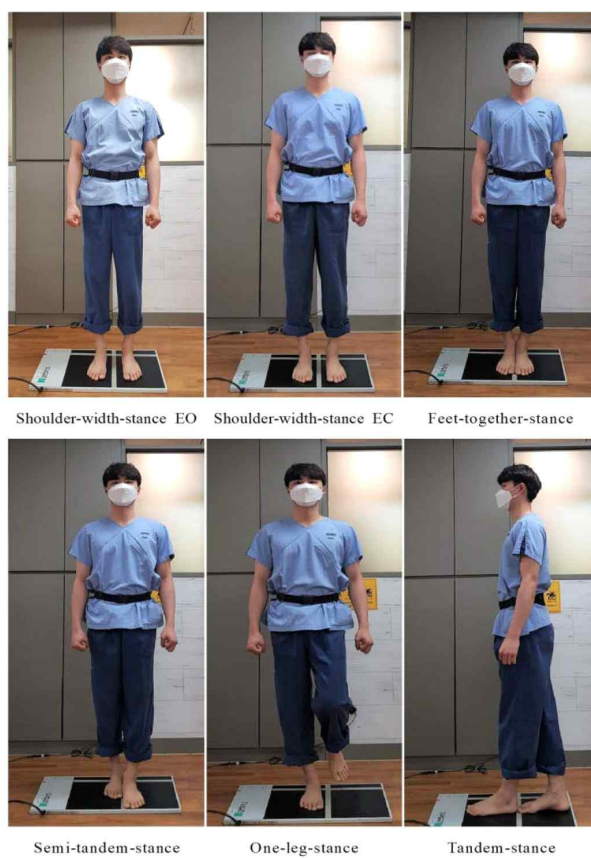 Shoulder-width-stance EO
Shoulder-width-stance EC
Feet-together-stance
Semi-tandem-stance
One-leg-stance
Tandem-stance